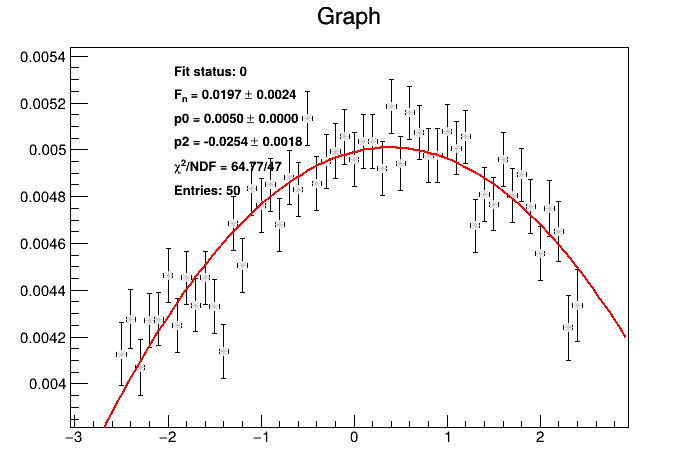 Graph
0.0054
Fit status: 0
Fn = 0.0197 ± 0.0024
0.0052
p0 = 0.0050 ± 0.0000
p2 = -0.0254 ± 0.0018
0.005
χ²/NDF = 64.77/47
Entries: 50
0.0048
0.0046
0.0044
0.0042
0.004
−3 −2 −1 0 1 2